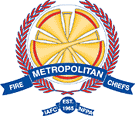 METROPOLITAN
FIRE CHIEFS
EST.
IAFC 1965 NFPA